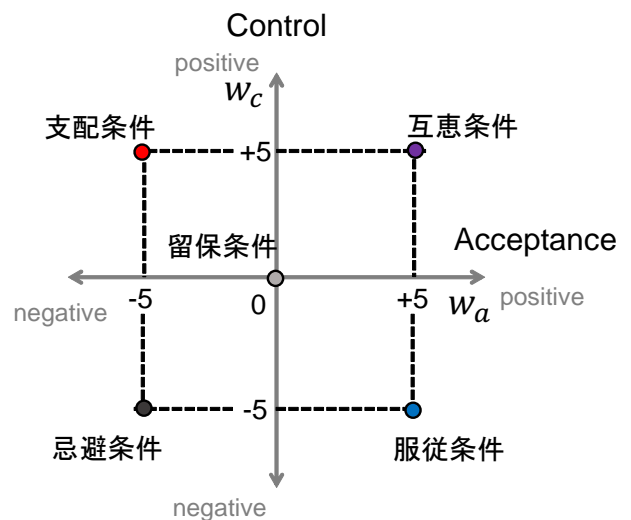 Control
positive
w_c
支配条件
互恵条件
+5
留保条件
Acceptance
-5
0
+5
w_a
positive
negative
-5
忌避条件
服従条件
negative